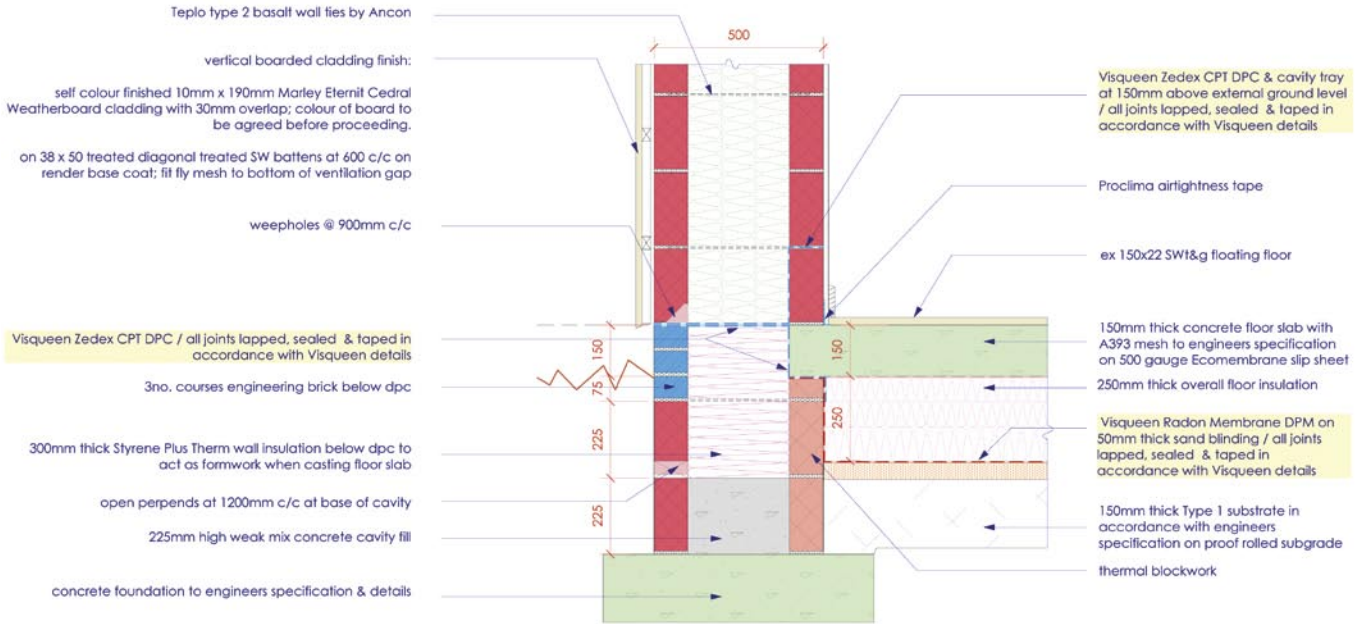 Teplo type 2 basalt wall ties by Ancon
vertical boarded cladding finish:
self colour finished 10mm x 190mm Marley Eternit Cedral
Weatherboard cladding with 30mm overlap; colour of board to
be agreed before proceeding.
on 38 x 50 treated diagonal treated SW battens at 600 c/c on
render base coat; fit fly mesh to bottom of ventilation gap
weepholes @ 900mm c/c
Visqueen Zedex CPT DPC / all joints lapped, sealed & taped in
accordance with Visqueen details
3no. courses engineering brick below dpc
300mm thick Styrene Plus Therm wall insulation below dpc to
act as formwork when casting floor slab
open perpends at 1200mm c/c at base of cavity
225mm high weak mix concrete cavity fill
concrete foundation to engineers specification & details
500
150
75
225
225
150
250
Visqueen Zedex CPT DPC & cavity tray
at 150mm above external ground level
/ all joints lapped, sealed & taped in
accordance with Visqueen details
Proclima airtightness tape
ex 150x22 SWt&g floating floor
150mm thick concrete floor slab with
A393 mesh to engineers specification
on 500 gauge Ecomembrane slip sheet
250mm thick overall floor insulation
Visqueen Radon Membrane DPM on
50mm thick sand blinding / all joints
lapped, sealed & taped in
accordance with Visqueen details
150mm thick Type 1 substrate in
accordance with engineers
specification on proof rolled subgrade
thermal blockwork